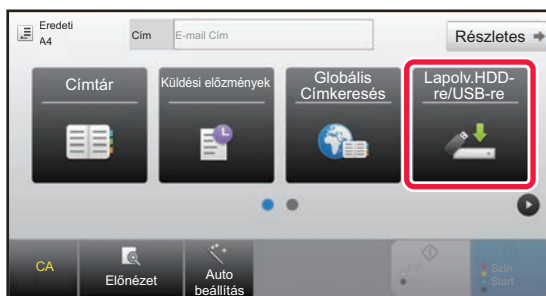 Eredeti
A4
Cím
E-mail Cím
Részletes
Címtár
Küldési előzmények
Globális
Címkeresés
Lapolv.HDD-
re/USB-re
CA
Előnézet
Auto
beállítás
Szín
Start